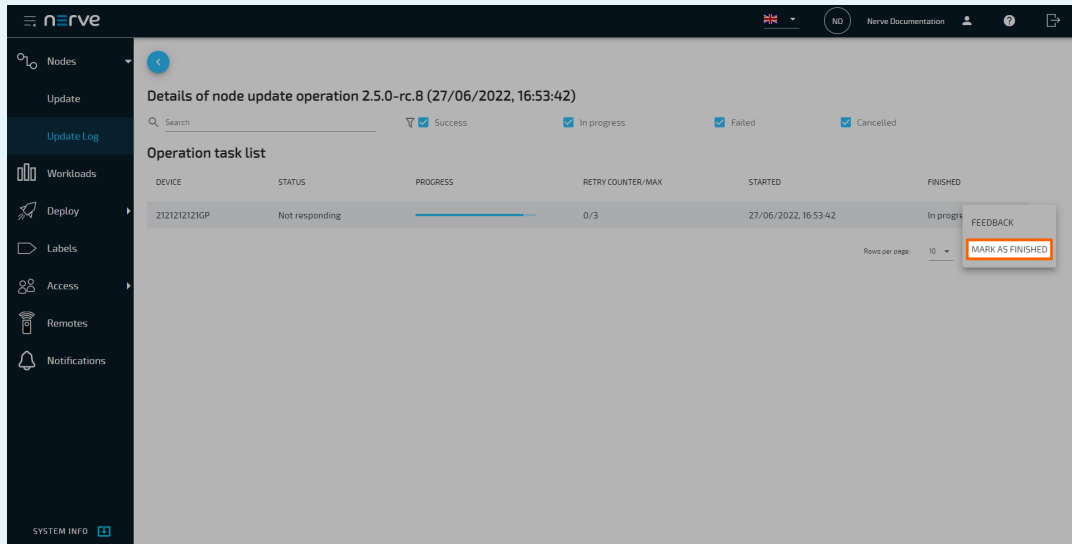 nerve
ND Nerve Documentation
Nodes
Update
Update Log
Workloads
Deploy
Labels
Access
Remotes
Notifications
SYSTEM INFO
Details of node update operation 2.5.0-rc.8 (27/06/2022, 16:53:42)
Search Success In progress Failed Cancelled
Operation task list
DEVICE STATUS PROGRESS RETRY COUNTER/MAX STARTED FINISHED
2121212121GP Not responding 0/3 27/06/2022, 16:53:42 In progre
FEEDBACK
MARK AS FINISHED
Rows per page: 10